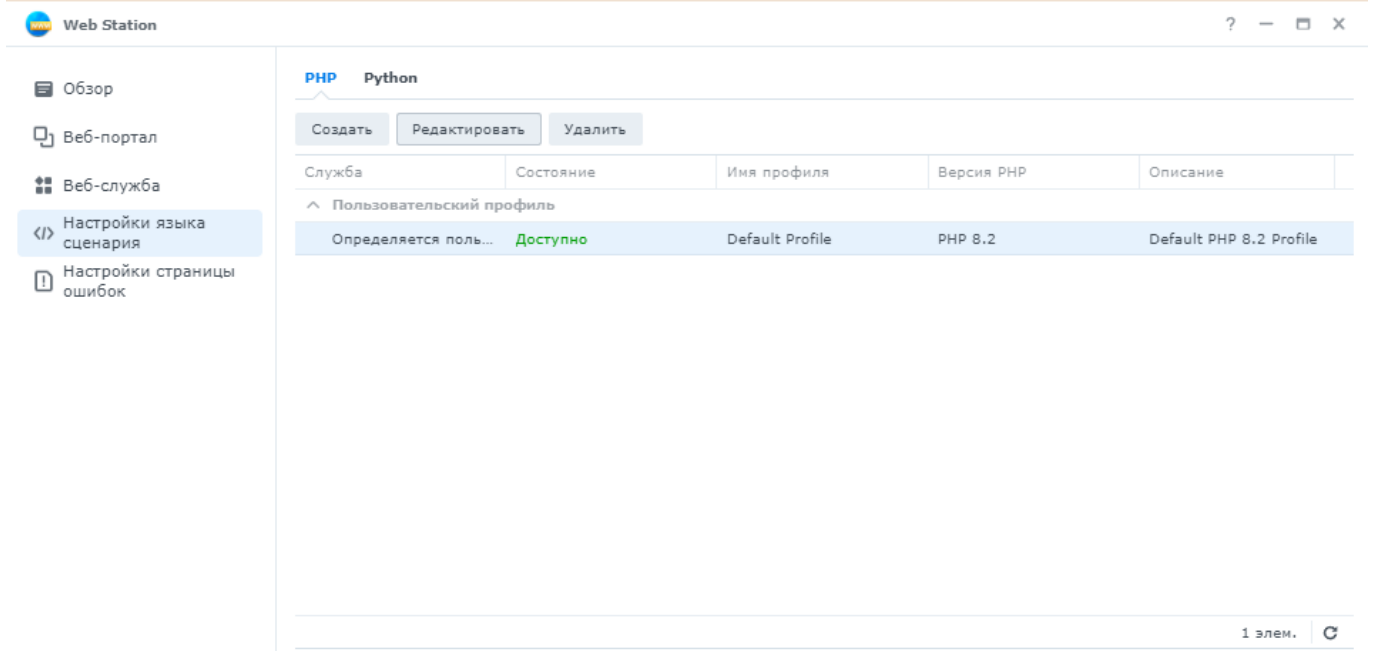 Web Station
?
Обзор
Веб-портал
Веб-служба
Настройки языка
сценария
Настройки страницы
ошибок
PHP Python
Создать Редактировать Удалить
Служба Состояние Имя профиля Версия PHP Описание
Пользовательский профиль
Определяется поль... Доступно Default Profile PHP 8.2 Default PHP 8.2 Profile
1 элем.